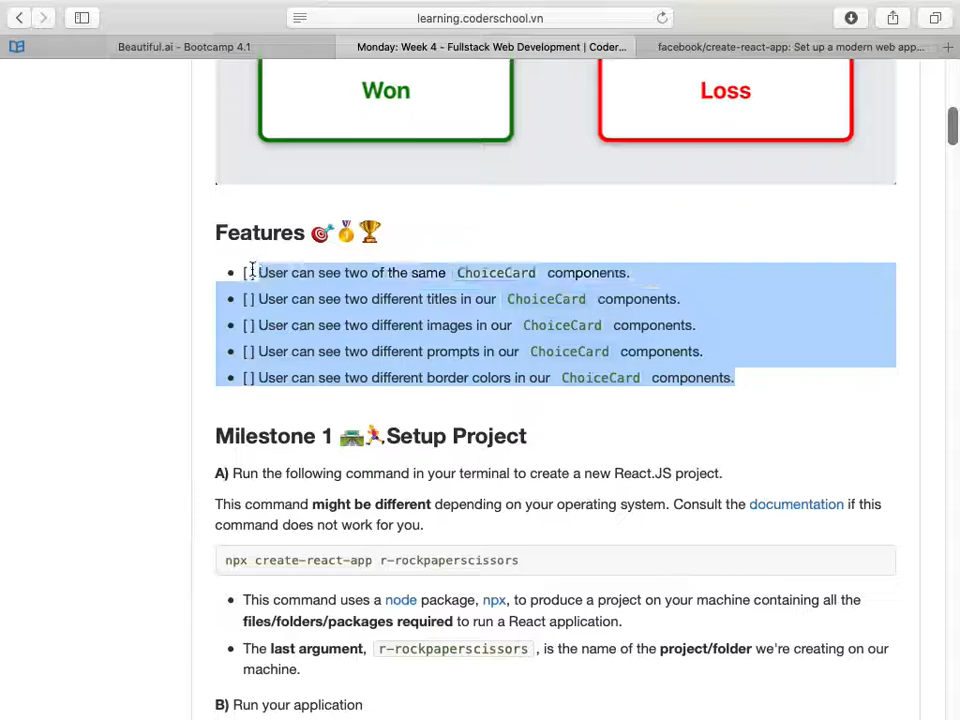 learning.coderschool.vn
Beautiful.ai - Bootcamp 4.1
Monday: Week 4 - Fullstack Web Development | Coder...
facebook/create-react-app: Set up a modern web app...
Won
Loss
Features 🎯🥇🏆
• [ ] User can see two of the same ChoiceCard components.
• [ ] User can see two different titles in our ChoiceCard components.
• [ ] User can see two different images in our ChoiceCard components.
• [ ] User can see two different prompts in our ChoiceCard components.
• [ ] User can see two different border colors in our ChoiceCard components.
Milestone 1 🛣️🏃Setup Project
A) Run the following command in your terminal to create a new React.JS project.
This command might be different depending on your operating system. Consult the documentation if this
command does not work for you.
npx create-react-app r-rockpaperscissors
• This command uses a node package, npx, to produce a project on your machine containing all the
files/folders/packages required to run a React application.
• The last argument, r-rockpaperscissors , is the name of the project/folder we're creating on our
machine.
B) Run your application